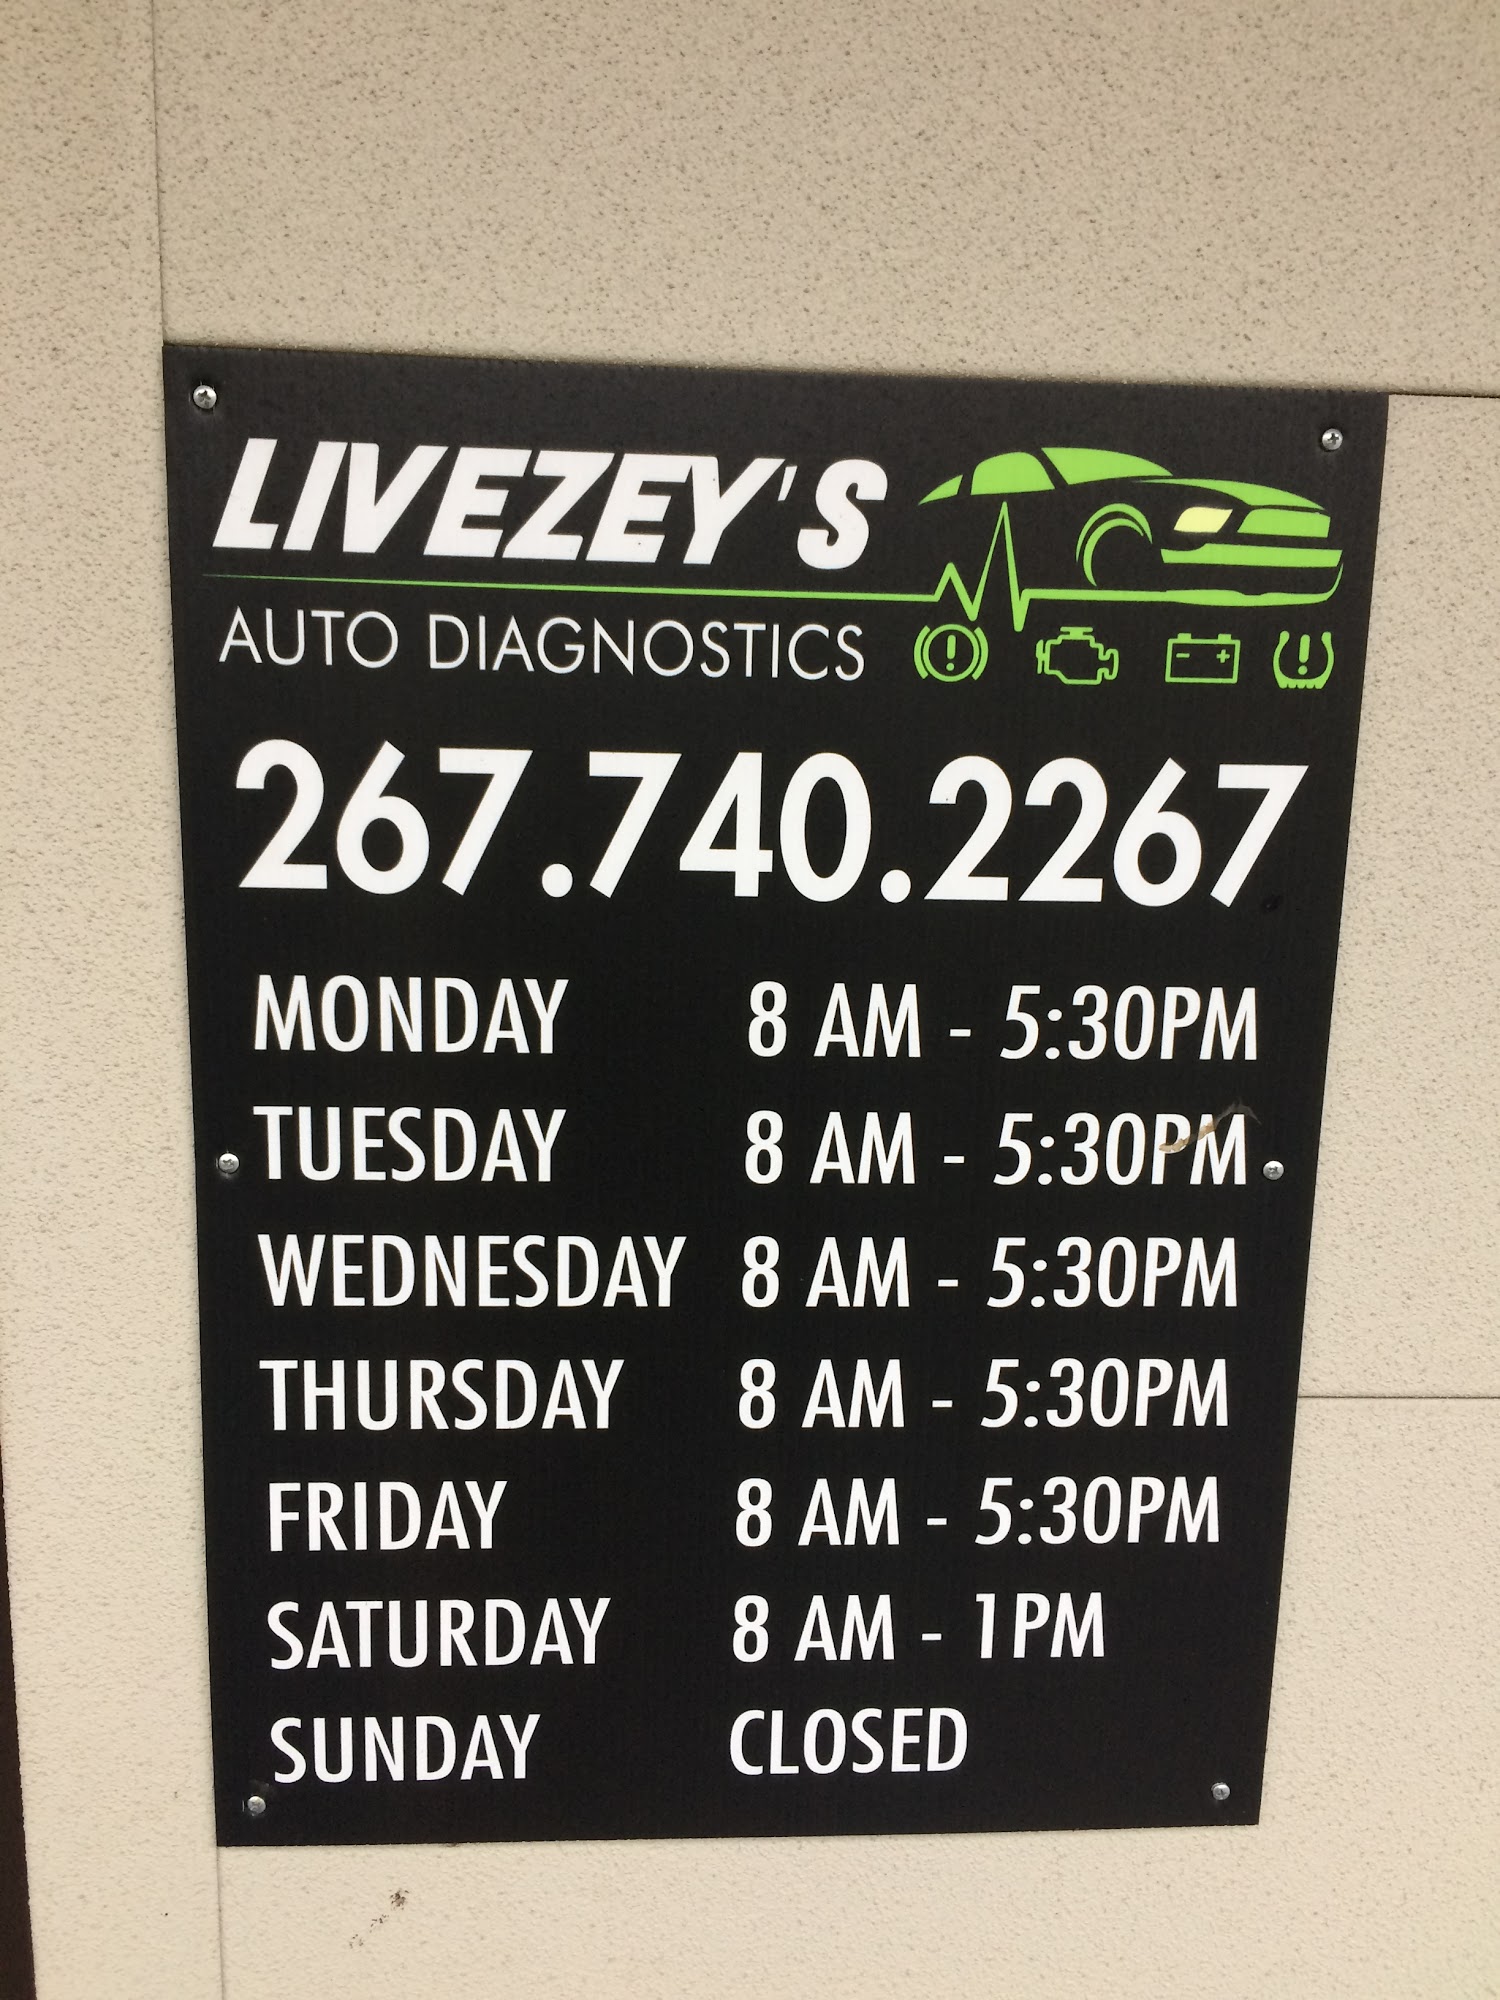 LIVEZEY'S
AUTO DIAGNOSTICS
267.740.2267
MONDAY 8 AM - 5:30PM
TUESDAY 8 AM - 5:30PM
WEDNESDAY 8 AM - 5:30PM
THURSDAY 8 AM - 5:30PM
FRIDAY 8 AM - 5:30PM
SATURDAY 8 AM - 1PM
SUNDAY CLOSED